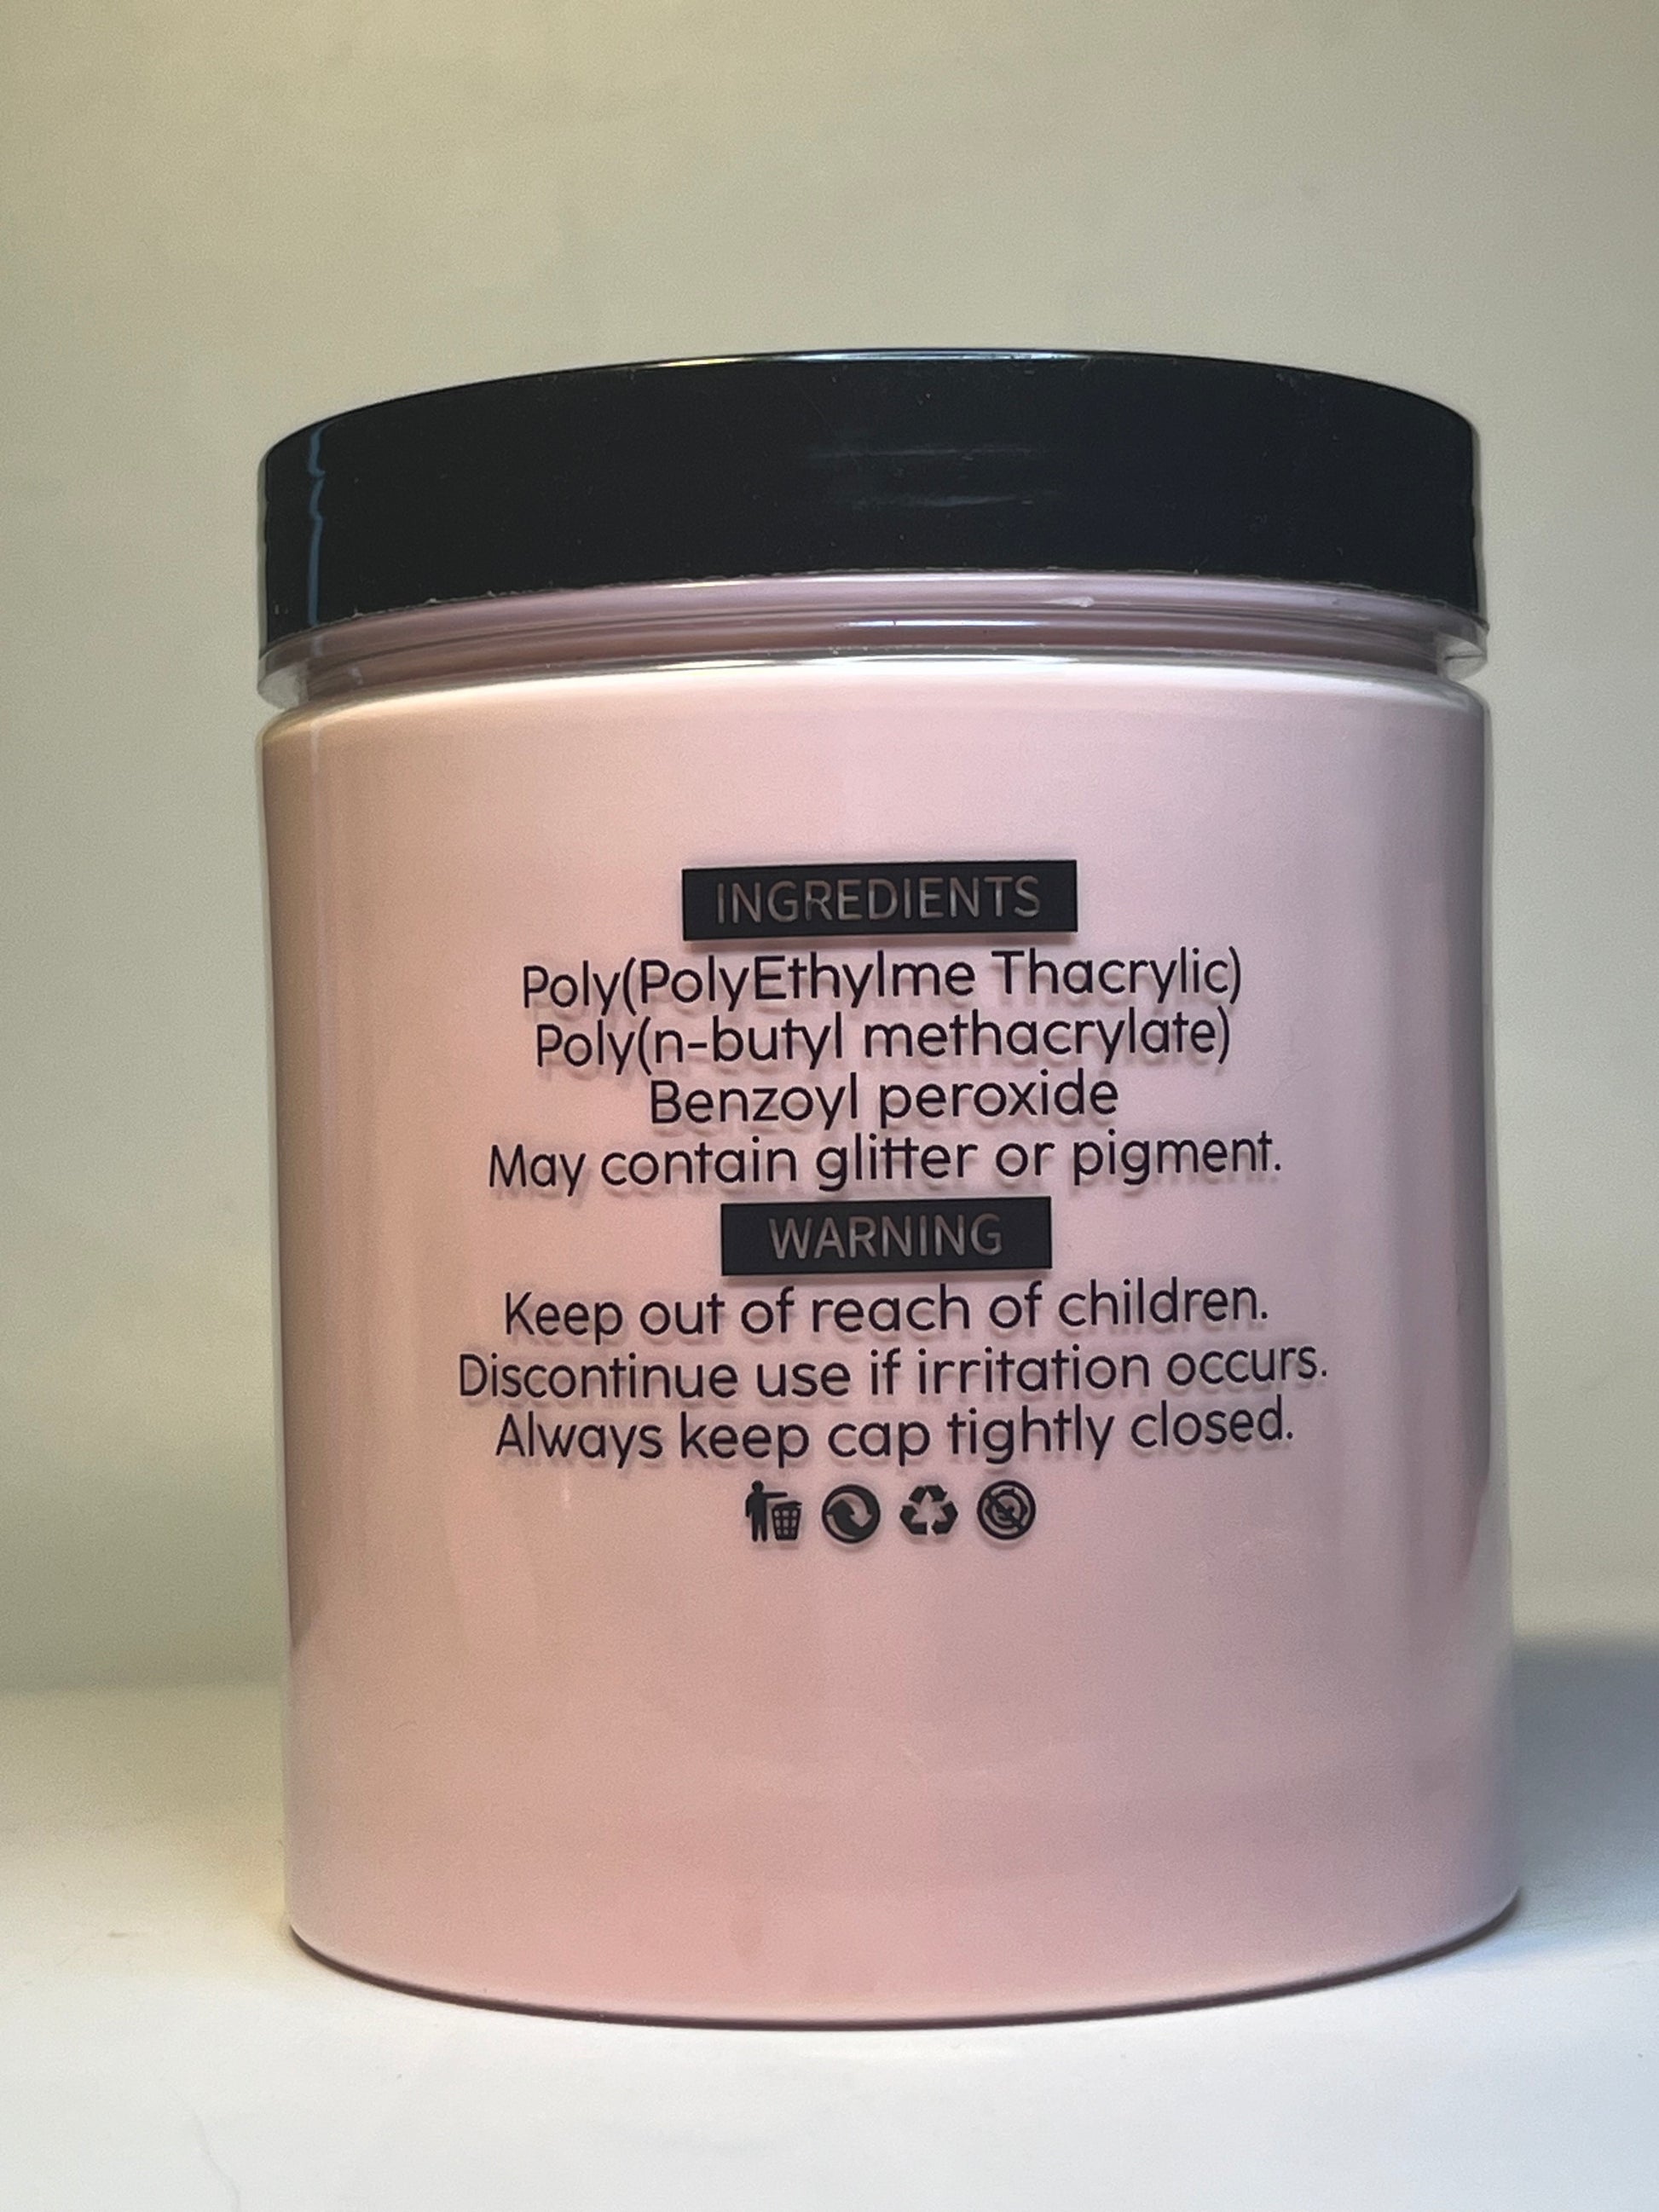 INGREDIENTS
Poly(PolyEthylme Thacrylic)
Poly(n-butyl methacrylate)
Benzoyl peroxide
May contain glitter or pigment.
WARNING
Keep out of reach of children.
Discontinue use if irritation occurs.
Always keep cap tightly closed.